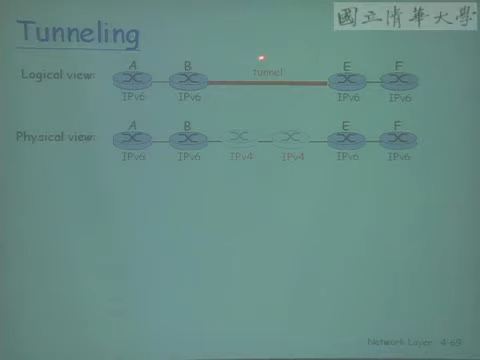 國立清華大學
Tunneling
Logical view:
A B tunnel E F
IPv6 IPv6 IPv6 IPv6
Physical view:
A B E F
IPv6 IPv6 IPv4 IPv4 IPv6 IPv6
Network Layer 4-69